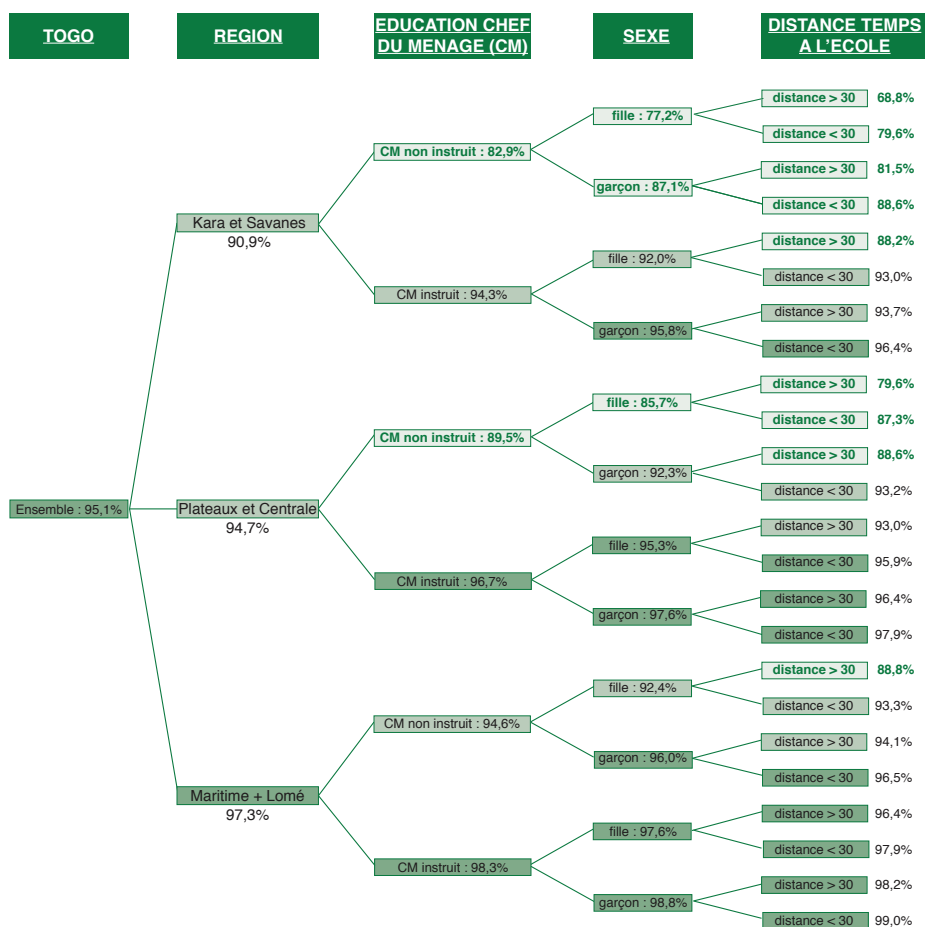 TOGO
REGION
EDUCATION CHEF
DU MENAGE (CM)
SEXE
DISTANCE TEMPS
A L'ECOLE
distance > 30 68,8%
fille : 77,2%
distance < 30 79,6%
CM non instruit : 82,9%
distance > 30 81,5%
garçon : 87,1%
distance < 30 88,6%
Kara et Savanes
90,9%
distance > 30 88,2%
fille : 92,0%
distance < 30 93,0%
CM instruit : 94,3%
distance > 30 93,7%
garçon : 95,8%
distance < 30 96,4%
distance > 30 79,6%
fille : 85,7%
distance < 30 87,3%
CM non instruit : 89,5%
distance > 30 88,6%
garçon : 92,3%
distance < 30 93,2%
Ensemble : 95,1%
Plateaux et Centrale
94,7%
distance > 30 93,0%
fille : 95,3%
distance < 30 95,9%
CM instruit : 96,7%
distance > 30 96,4%
garçon : 97,6%
distance < 30 97,9%
distance > 30 88,8%
fille : 92,4%
distance < 30 93,3%
CM non instruit : 94,6%
distance > 30 94,1%
garçon : 96,0%
distance < 30 96,5%
Maritime + Lomé
97,3%
distance > 30 96,4%
fille : 97,6%
distance < 30 97,9%
CM instruit : 98,3%
distance > 30 98,2%
garçon : 98,8%
distance < 30 99,0%